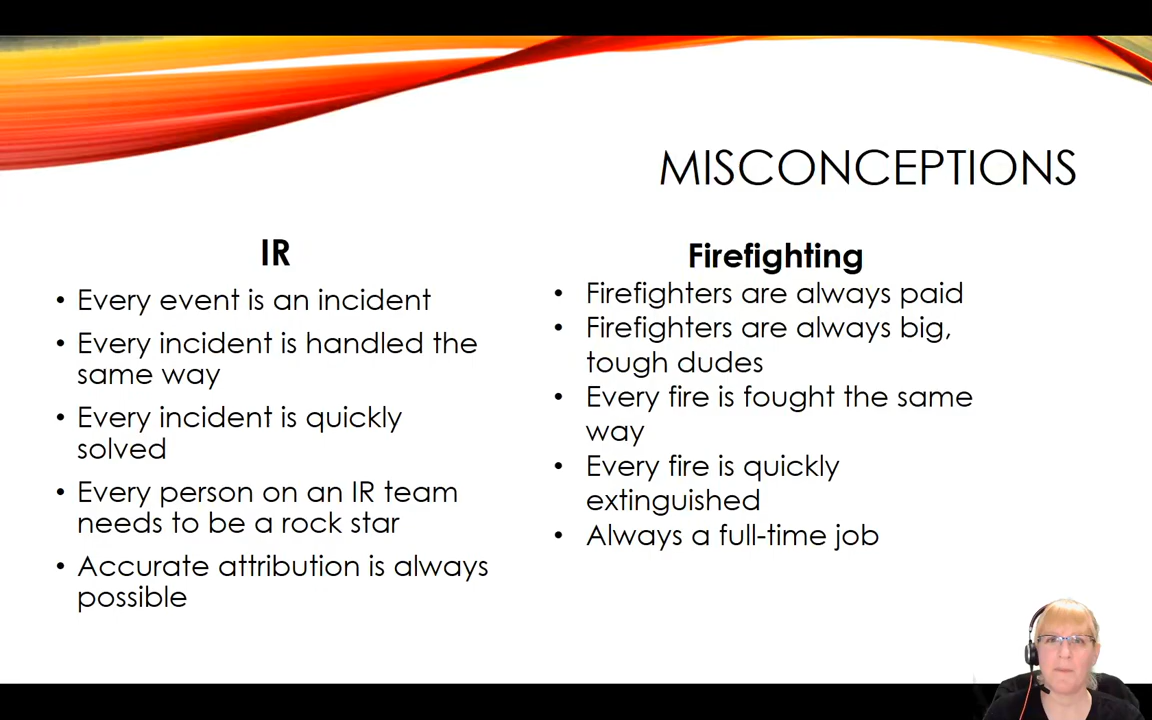 MISCONCEPTIONS
IR
• Every event is an incident
• Every incident is handled the
same way
• Every incident is quickly
solved
• Every person on an IR team
needs to be a rock star
• Accurate attribution is always
possible
Firefighting
• Firefighters are always paid
• Firefighters are always big,
tough dudes
• Every fire is fought the same
way
• Every fire is quickly
extinguished
• Always a full-time job